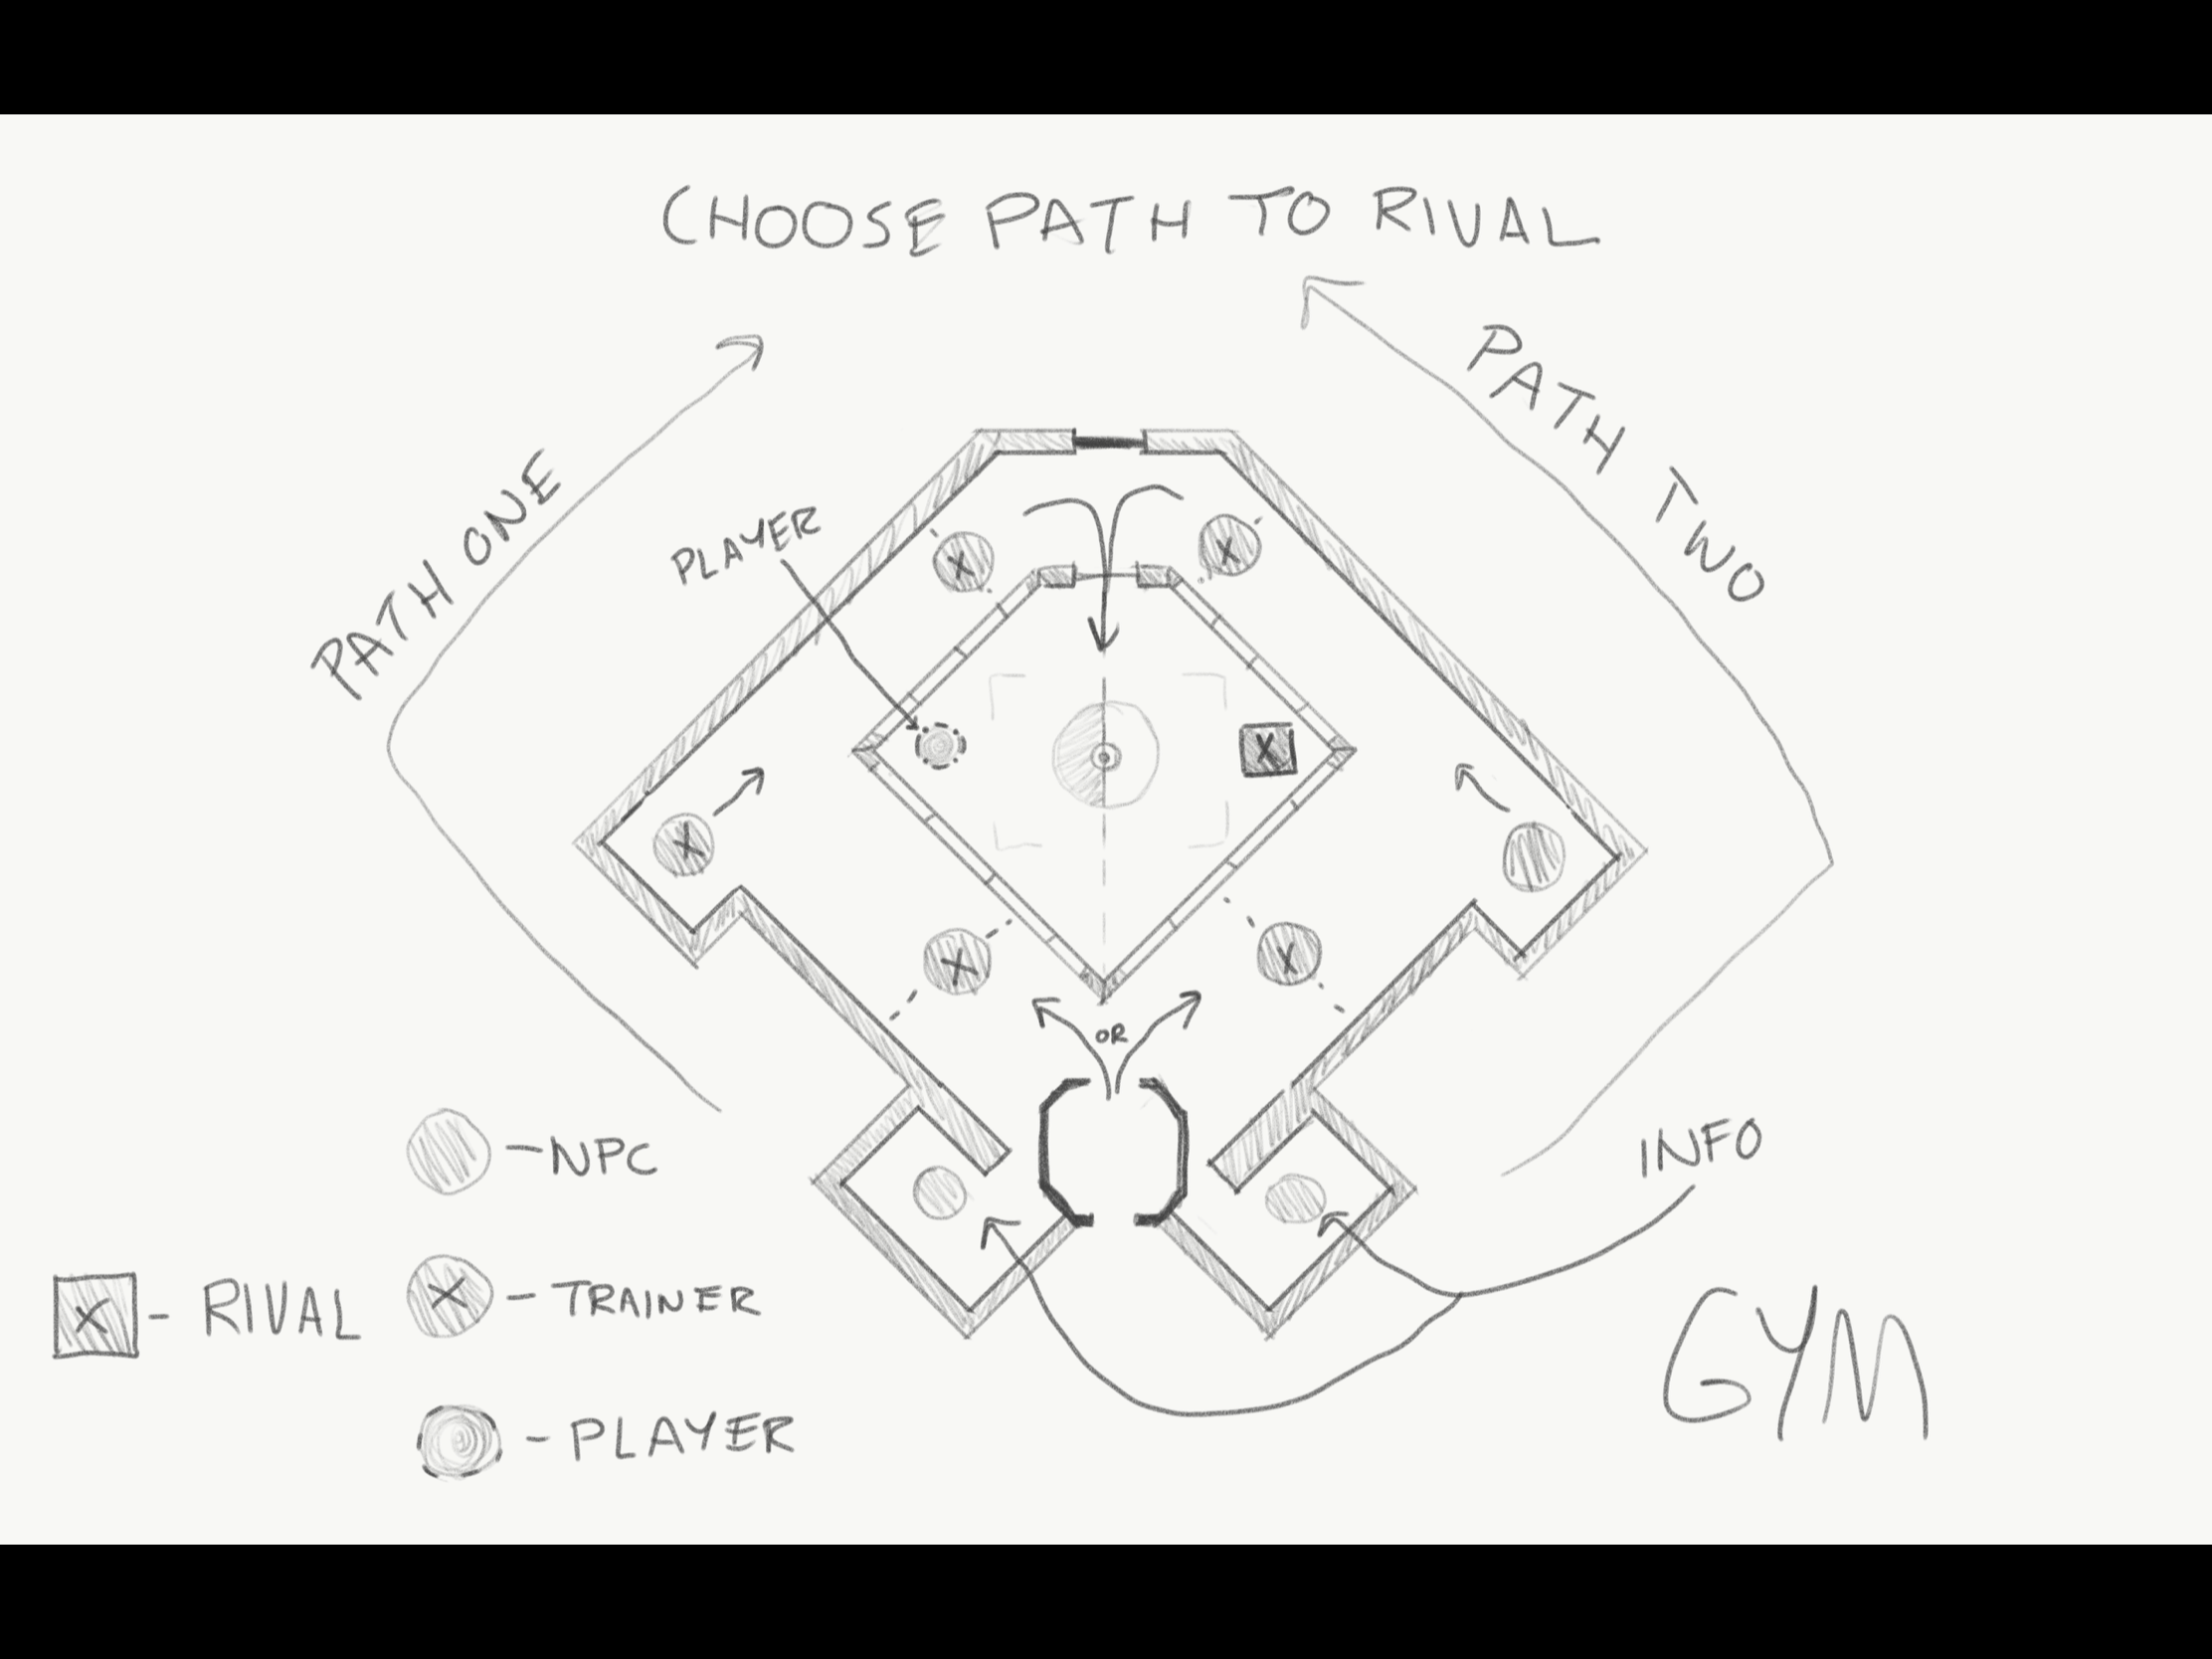 CHOOSE PATH TO RIVAL
PATH ONE
PATH TWO
PLAYER
X
X
X
X
X
X
OR
INFO
- NPC
X - RIVAL
X - TRAINER
- PLAYER
GYM